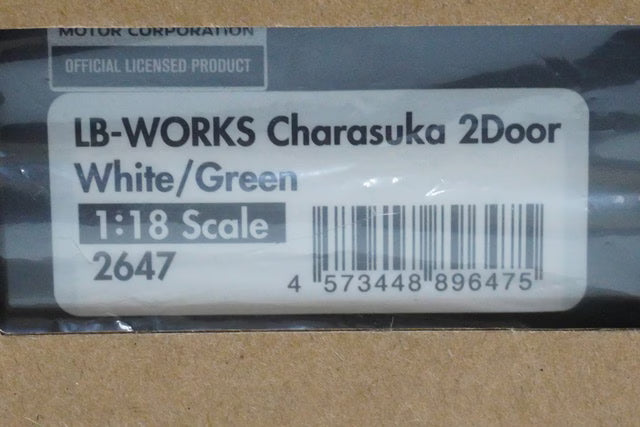 MOTOR CORPORATION
OFFICIAL LICENSED PRODUCT
LB-WORKS Charasuka 2Door
White/Green
1:18 Scale
2647
4 573448 896475